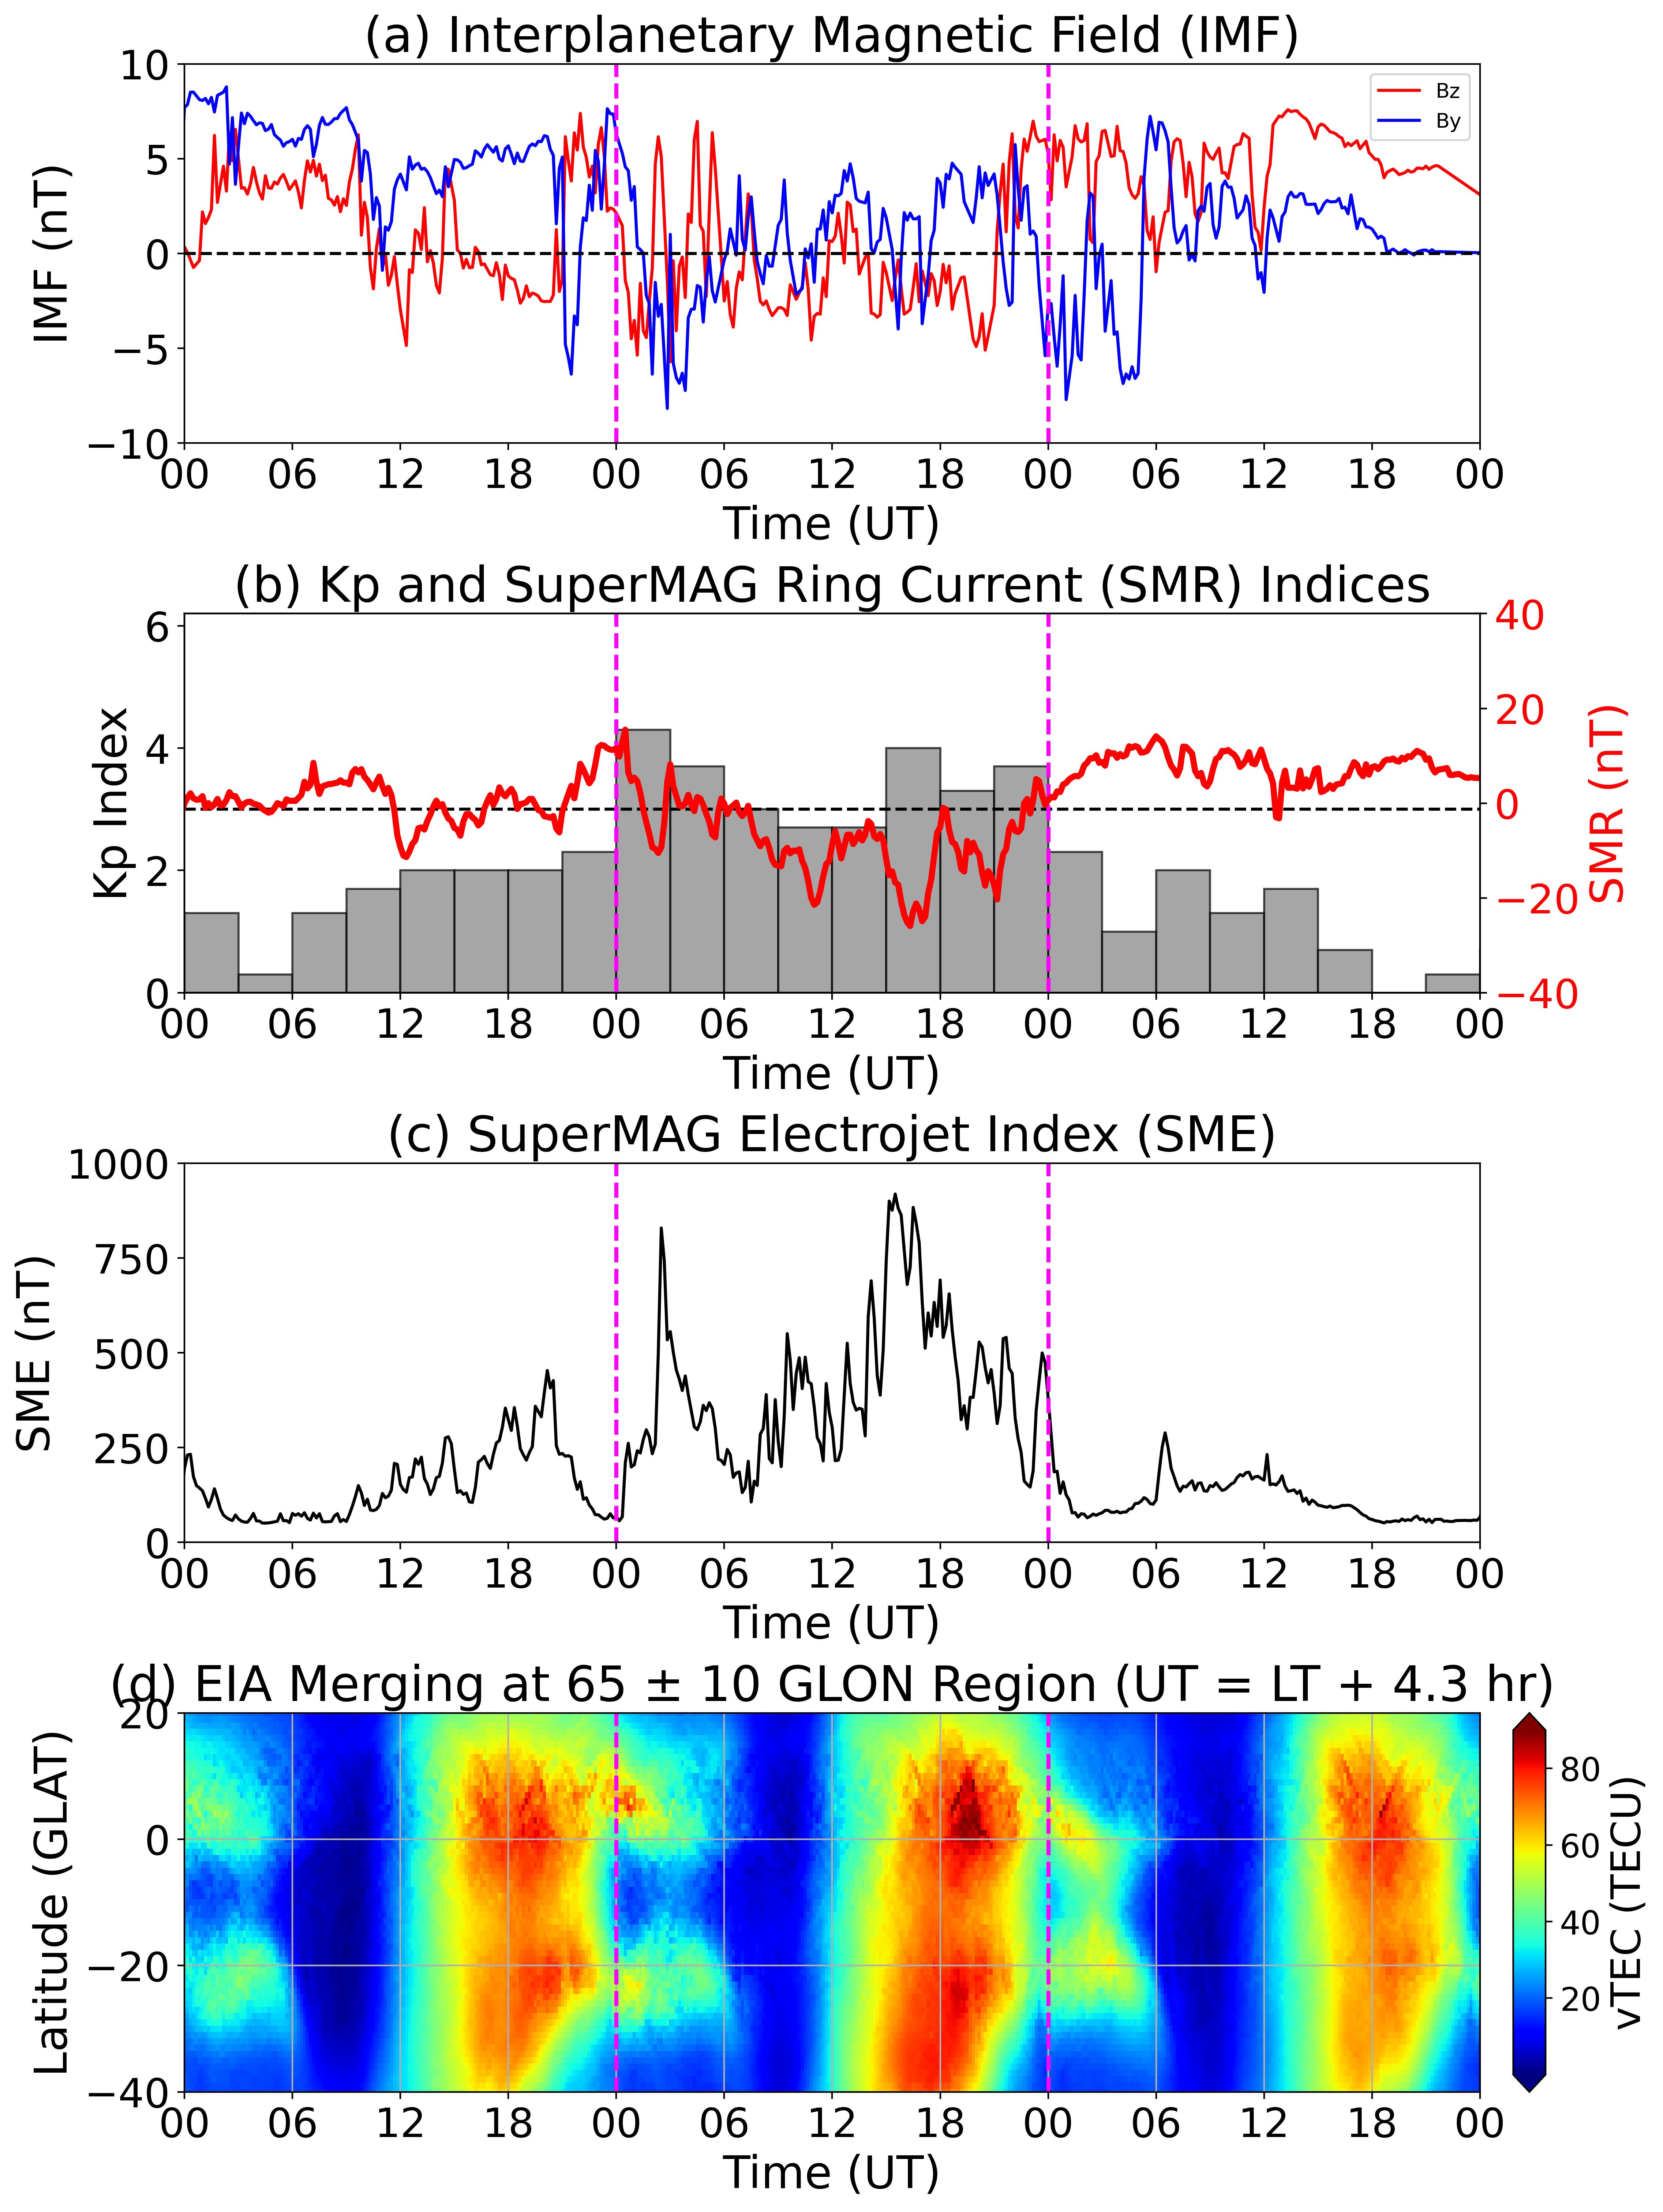 (a) Interplanetary Magnetic Field (IMF)
10
5
0
−5
−10
IMF (nT)
Bz
By
00 06 12 18 00 06 12 18 00 06 12 18 00
Time (UT)
(b) Kp and SuperMAG Ring Current (SMR) Indices
6
4
2
0
Kp Index
40
20
0
−20
−40
SMR (nT)
00 06 12 18 00 06 12 18 00 06 12 18 00
Time (UT)
(c) SuperMAG Electrojet Index (SME)
1000
750
500
250
0
SME (nT)
00 06 12 18 00 06 12 18 00 06 12 18 00
Time (UT)
(d) EIA Merging at 65 ± 10 GLON Region (UT = LT + 4.3 hr)
20
0
−20
−40
Latitude (GLAT)
80
60
40
20
vTEC (TECU)
00 06 12 18 00 06 12 18 00 06 12 18 00
Time (UT)